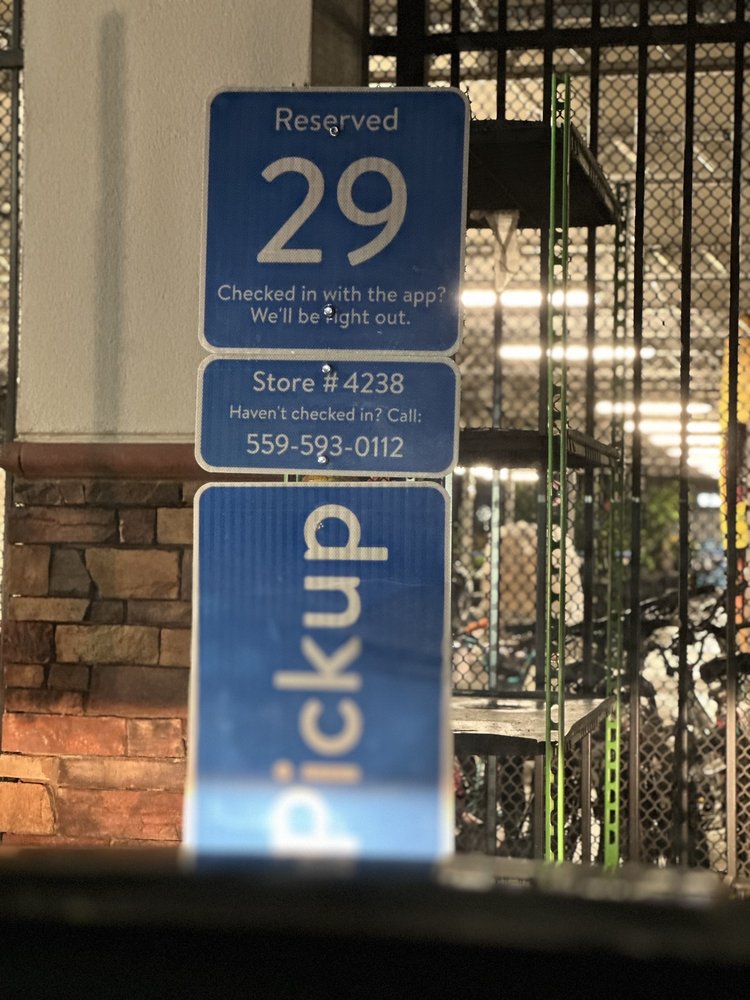 Reserved
29
Checked in with the app?
We'll be right out.
Store #4238
Haven't checked in? Call:
559-593-0112
Pickup